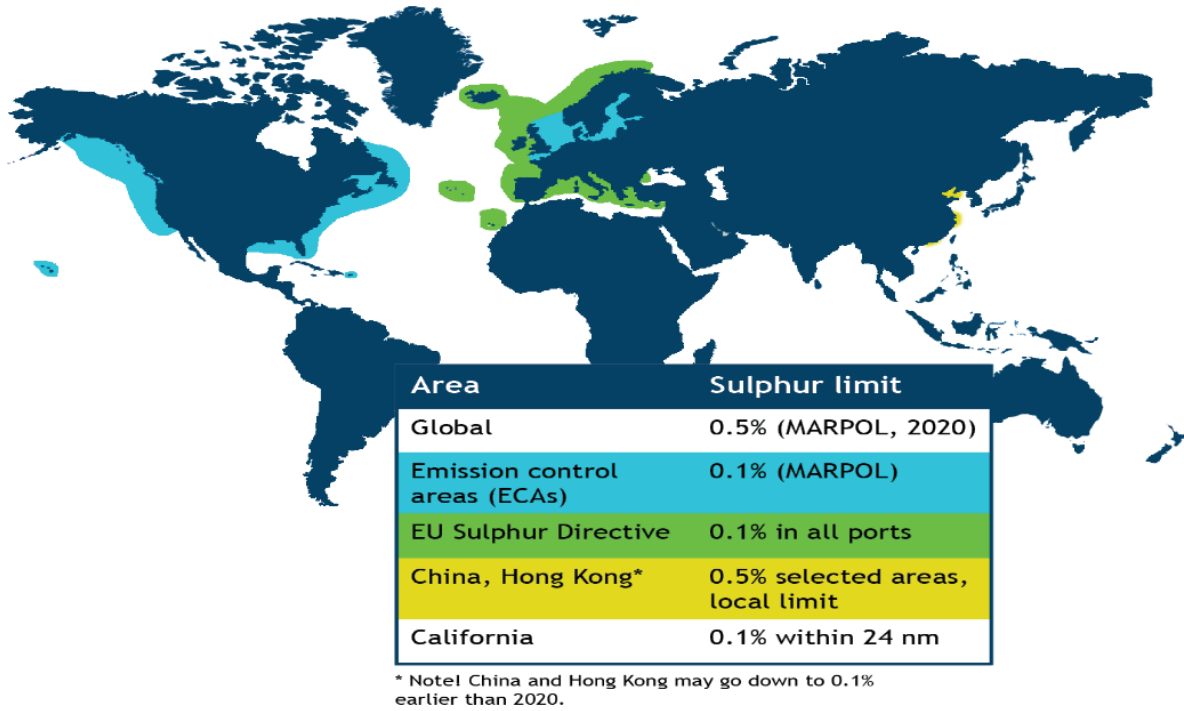 Area Sulphur limit
Global 0.5% (MARPOL, 2020)
Emission control
areas (ECAs) 0.1% (MARPOL)
EU Sulphur Directive 0.1% in all ports
China, Hong Kong* 0.5% selected areas,
local limit
California 0.1% within 24 nm
* Note! China and Hong Kong may go down to 0.1%
earlier than 2020.